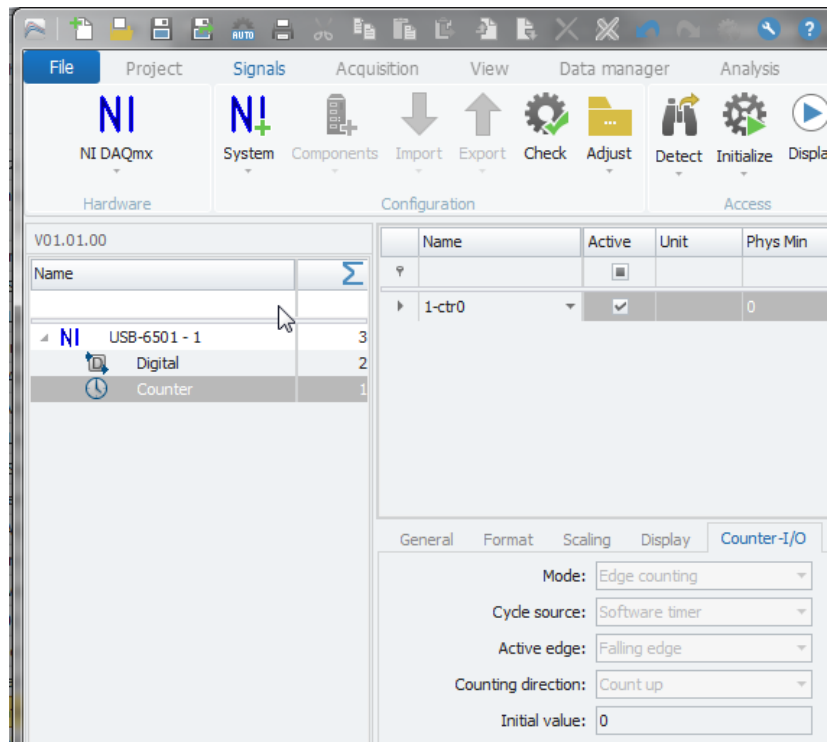 AUTO
File Project Signals Acquisition View Data manager Analysis
NI NI
NI DAQmx System Components Import Export Check Adjust Detect Initialize
Hardware Configuration Access
V01.01.00
Name Active Unit Phys Min
Name Σ
1-ctr0 0
NI USB-6501 - 1 3
D Digital 2
Counter 1
General Format Scaling Display Counter-I/O
Mode: Edge counting
Cycle source: Software timer
Active edge: Falling edge
Counting direction: Count up
Initial value: 0